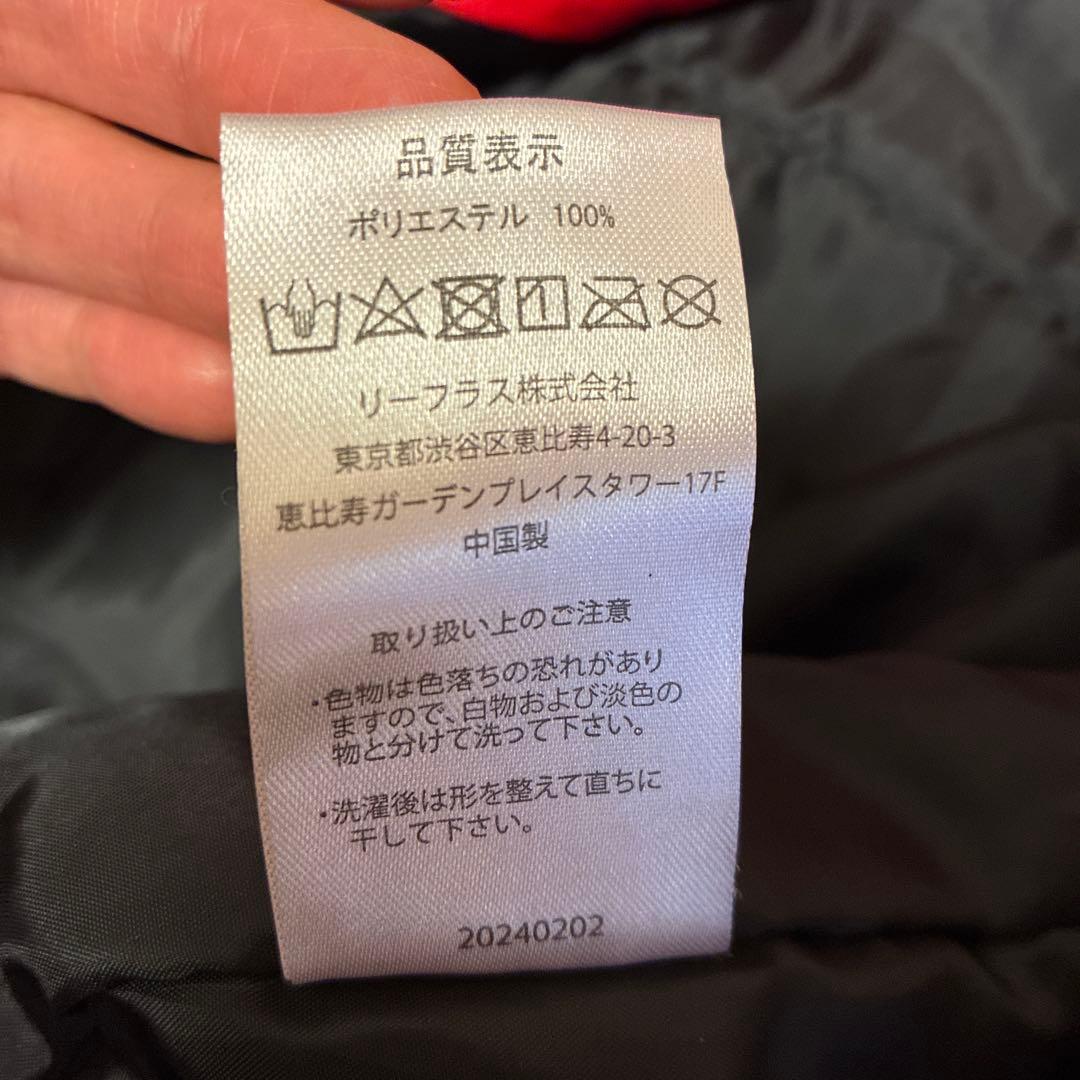 品質表示
ポリエステル 100%
リーフラス株式会社
東京都渋谷区恵比寿4-20-3
恵比寿ガーデンプレイスタワー17F
中国製
取り扱い上のご注意
・色物は色落ちの恐れがあり
ますので、白物および淡色の
物と分けて洗って下さい。
・洗濯後は形を整えて直ちに
干して下さい。
20240202